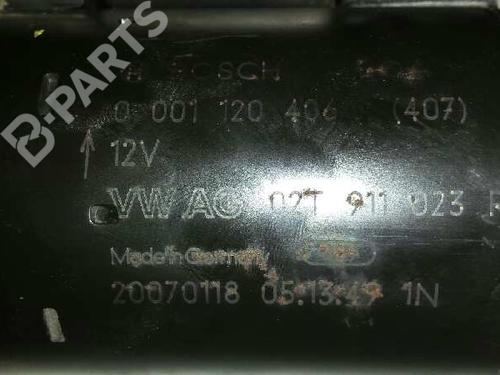 BOSCH
0 001 120 406 (407)
12V
VW AG 02T 911 023 R
Made in Germany
20070118 05:13:49 1N
B-PARTS